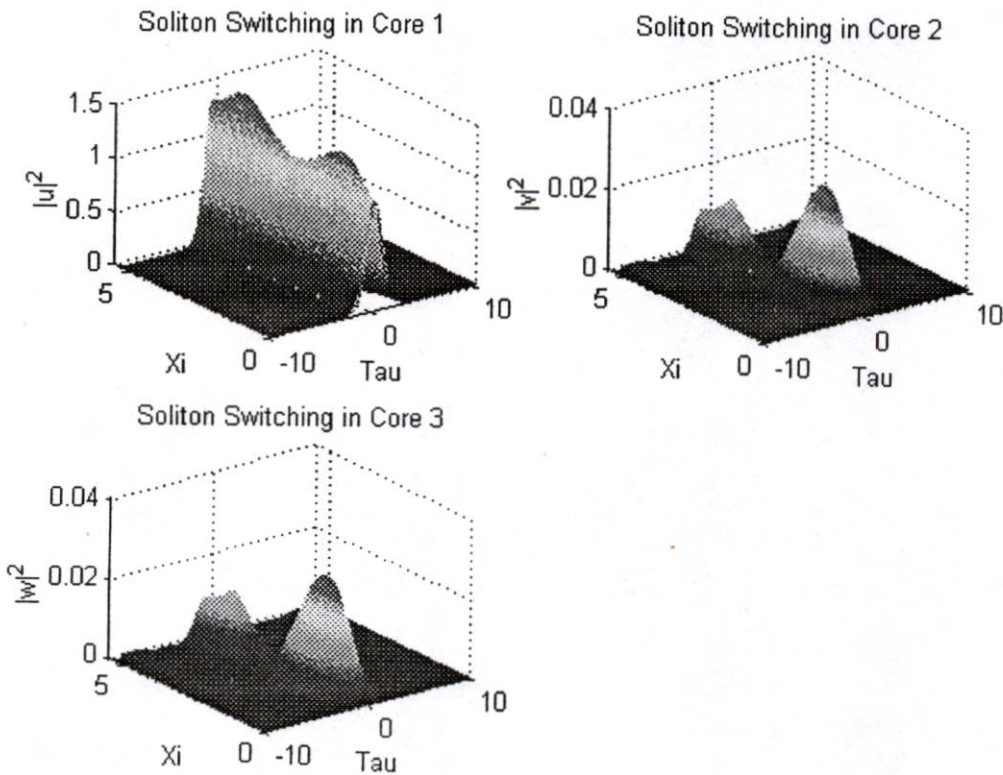 Soliton Switching in Core 1
1.5
1
0.5
0
|u|^2
5
Xi
0
-10
0
10
Tau
Soliton Switching in Core 2
0.04
0.02
0
|v|^2
5
Xi
0
-10
0
10
Tau
Soliton Switching in Core 3
0.04
0.02
0
|w|^2
5
Xi
0
-10
0
10
Tau